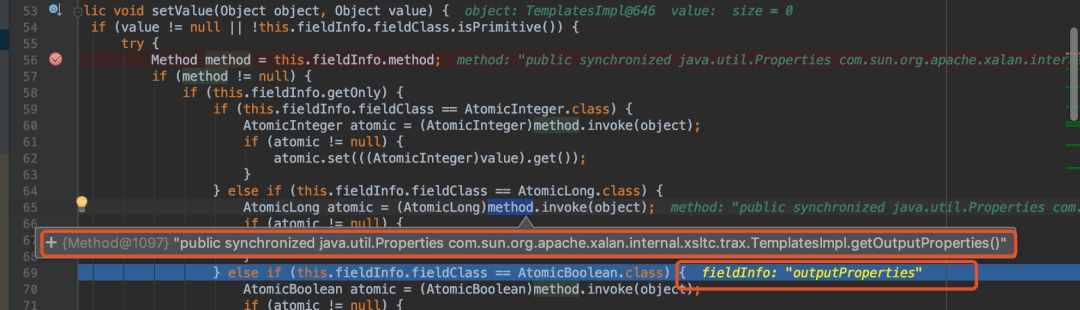 53 lic void setValue(Object object, Object value) { object: TemplatesImpl@646 value: size = 0
54 if (value != null || !this.fieldInfo.fieldClass.isPrimitive()) {
55 try {
56 Method method = this.fieldInfo.method; method: "public synchronized java.util.Properties com.sun.org.apache.xalan.intern
57 if (method != null) {
58 if (this.fieldInfo.getOnly) {
59 if (this.fieldInfo.fieldClass == AtomicInteger.class) {
60 AtomicInteger atomic = (AtomicInteger)method.invoke(object);
61 if (atomic != null) {
62 atomic.set(((AtomicInteger)value).get());
63 }
64 } else if (this.fieldInfo.fieldClass == AtomicLong.class) {
65 AtomicLong atomic = (AtomicLong)method.invoke(object); method: "public synchronized java.util.Properties com.
66 if (atomic != null) {
+ {Method@1097} "public synchronized java.util.Properties com.sun.org.apache.xalan.internal.xsltc.trax.TemplatesImpl.getOutputProperties()"
68 }
69 } else if (this.fieldInfo.fieldClass == AtomicBoolean.class) { fieldInfo: "outputProperties"
70 AtomicBoolean atomic = (AtomicBoolean)method.invoke(object);
71 if (atomic != null) {